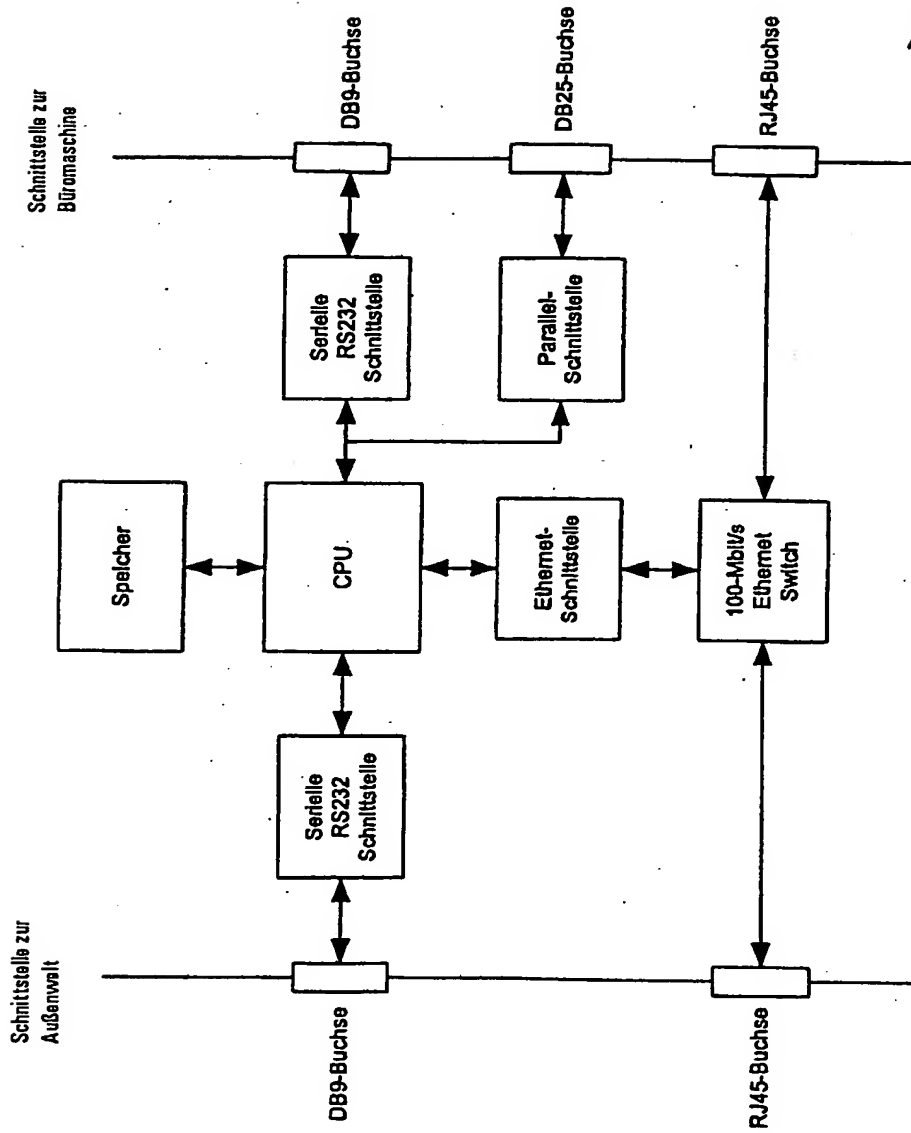 Schnittstelle zur
Außenwelt
Schnittstelle zur
Büromaschine
DB9-Buchse
Serielle
RS232
Schnittstelle
Speicher
CPU
Serielle
RS232
Schnittstelle
DB9-Buchse
Parallel-
Schnittstelle
DB25-Buchse
Ethernet-
Schnittstelle
RJ45-Buchse
100-Mbit/s
Ethernet
Switch
RJ45-Buchse